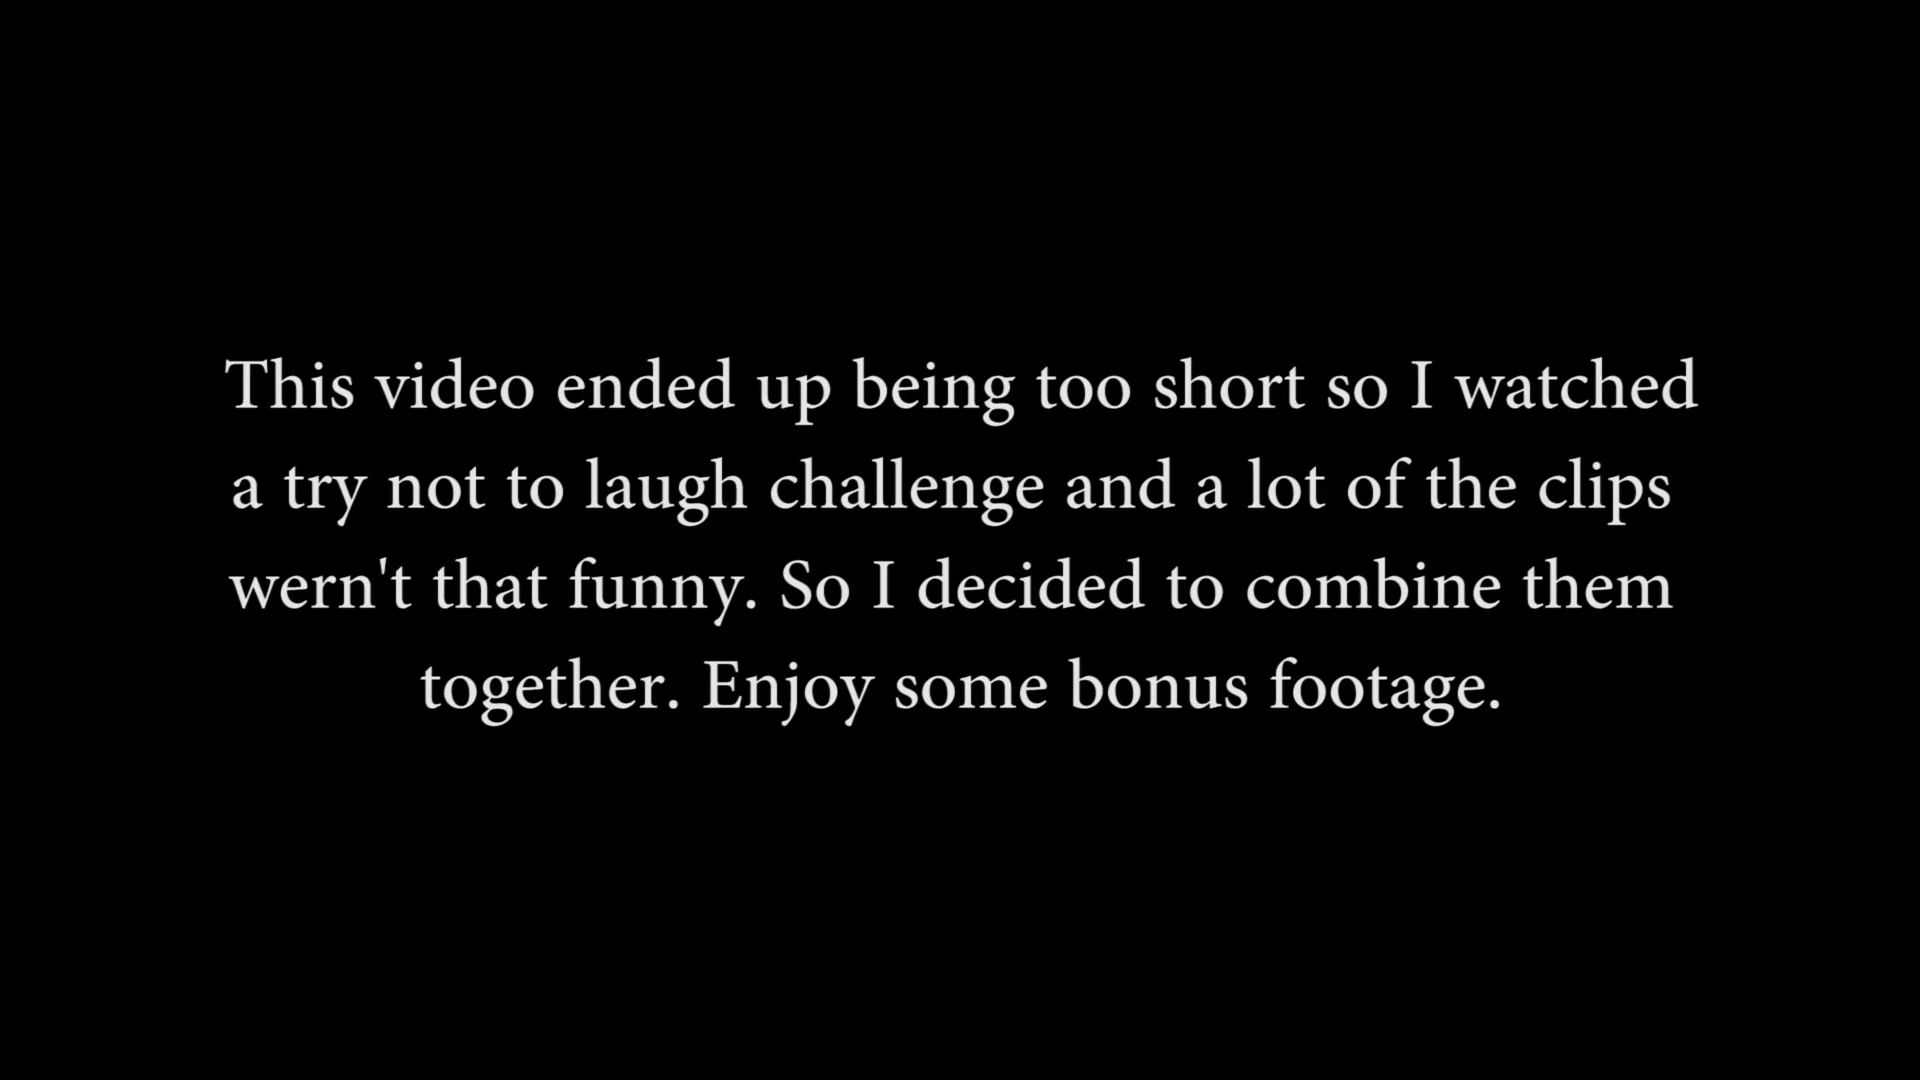 This video ended up being too short so I watched
a try not to laugh challenge and a lot of the clips
wern't that funny. So I decided to combine them
together. Enjoy some bonus footage.